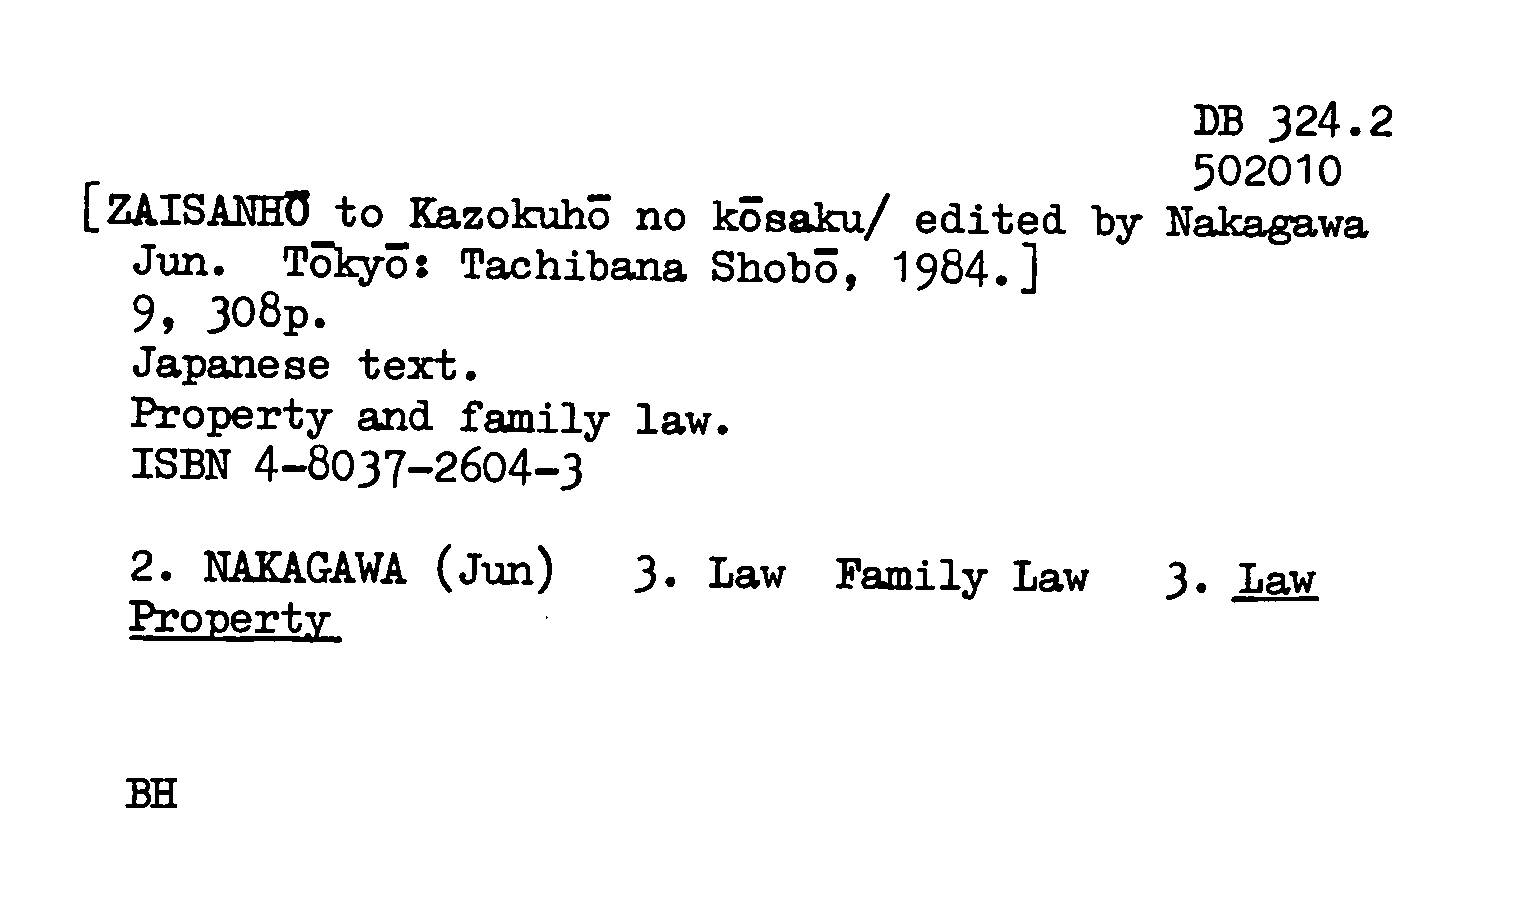 DB 324.2
502010
[ZAISANHŌ to Kazokuhō no kōsaku/ edited by Nakagawa
Jun. Tōkyō: Tachibana Shobō, 1984.]
9, 308p.
Japanese text.
Property and family law.
ISBN 4-8037-2604-3
2. NAKAGAWA (Jun) 3. Law Family Law 3. Law
Property
BH